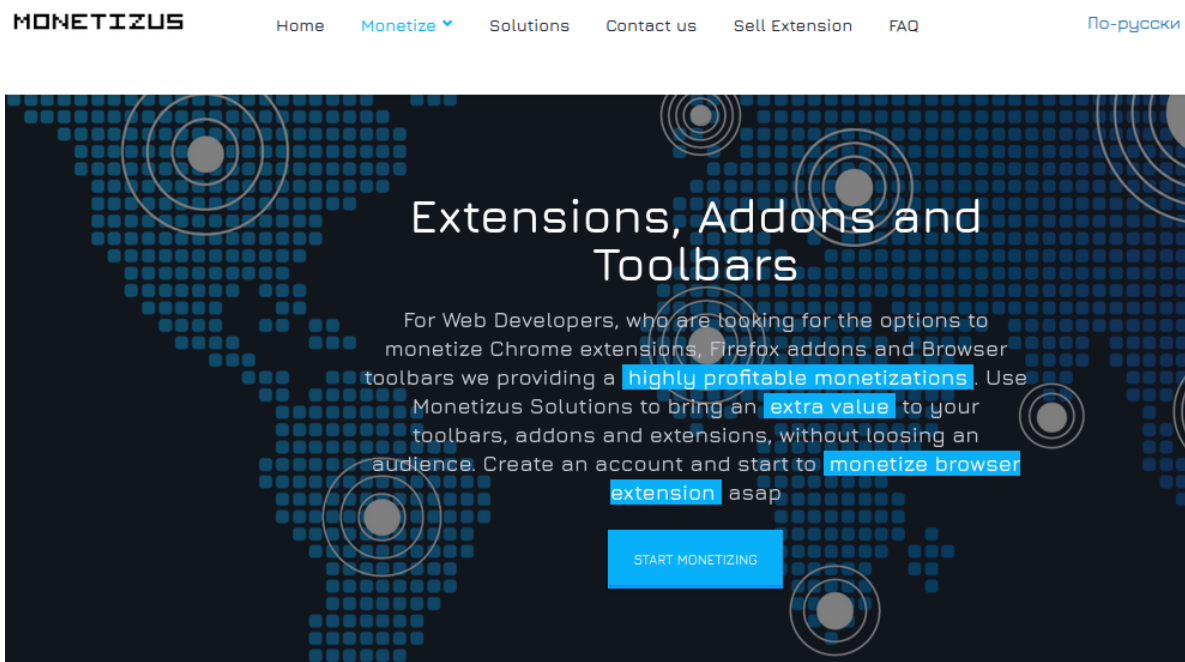 MONETIZUS
Home Monetize Solutions Contact us Sell Extension FAQ По-русски
Extensions, Addons and
Toolbars
For Web Developers, who are looking for the options to
monetize Chrome extensions, Firefox addons and Browser
toolbars we providing a highly profitable monetizations. Use
Monetizus Solutions to bring an extra value to your
toolbars, addons and extensions, without loosing an
audience. Create an account and start to monetize browser
extension asap
START MONETIZING